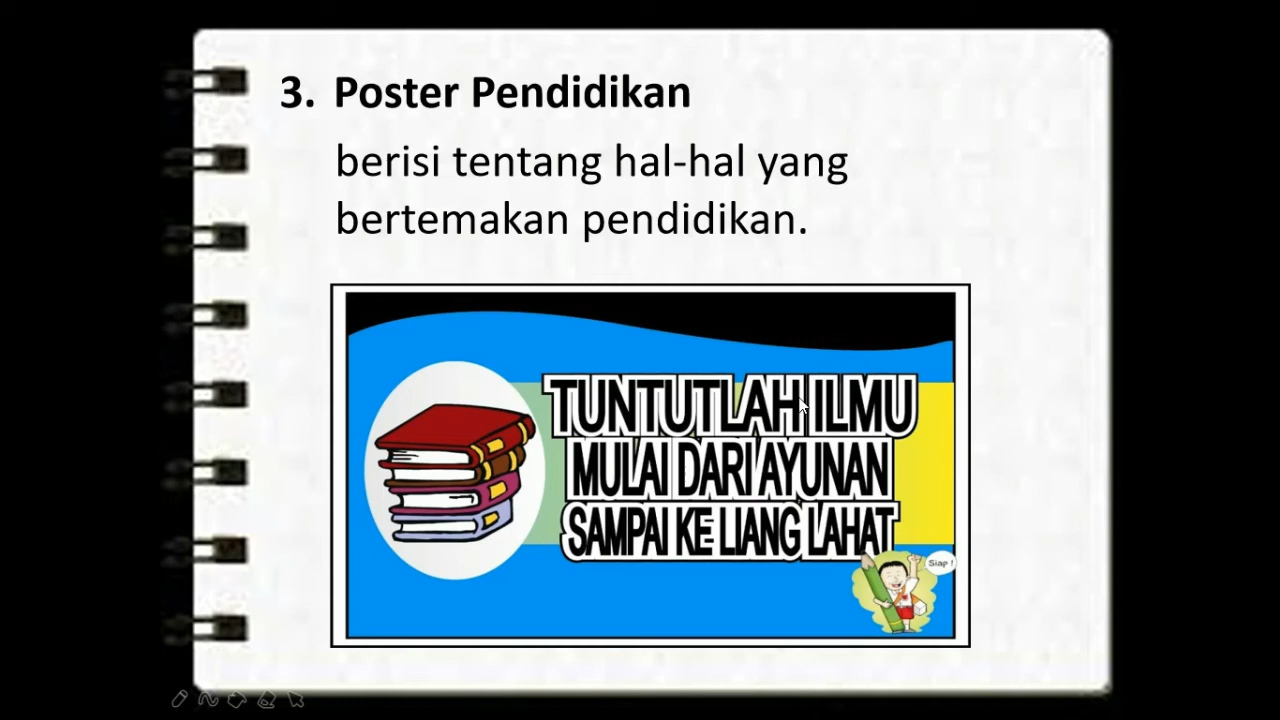 3. Poster Pendidikan
berisi tentang hal-hal yang
bertemakan pendidikan.
TUNTUTLAH ILMU
MULAI DARI AYUNAN
SAMPAI KE LIANG LAHAT
Siap !